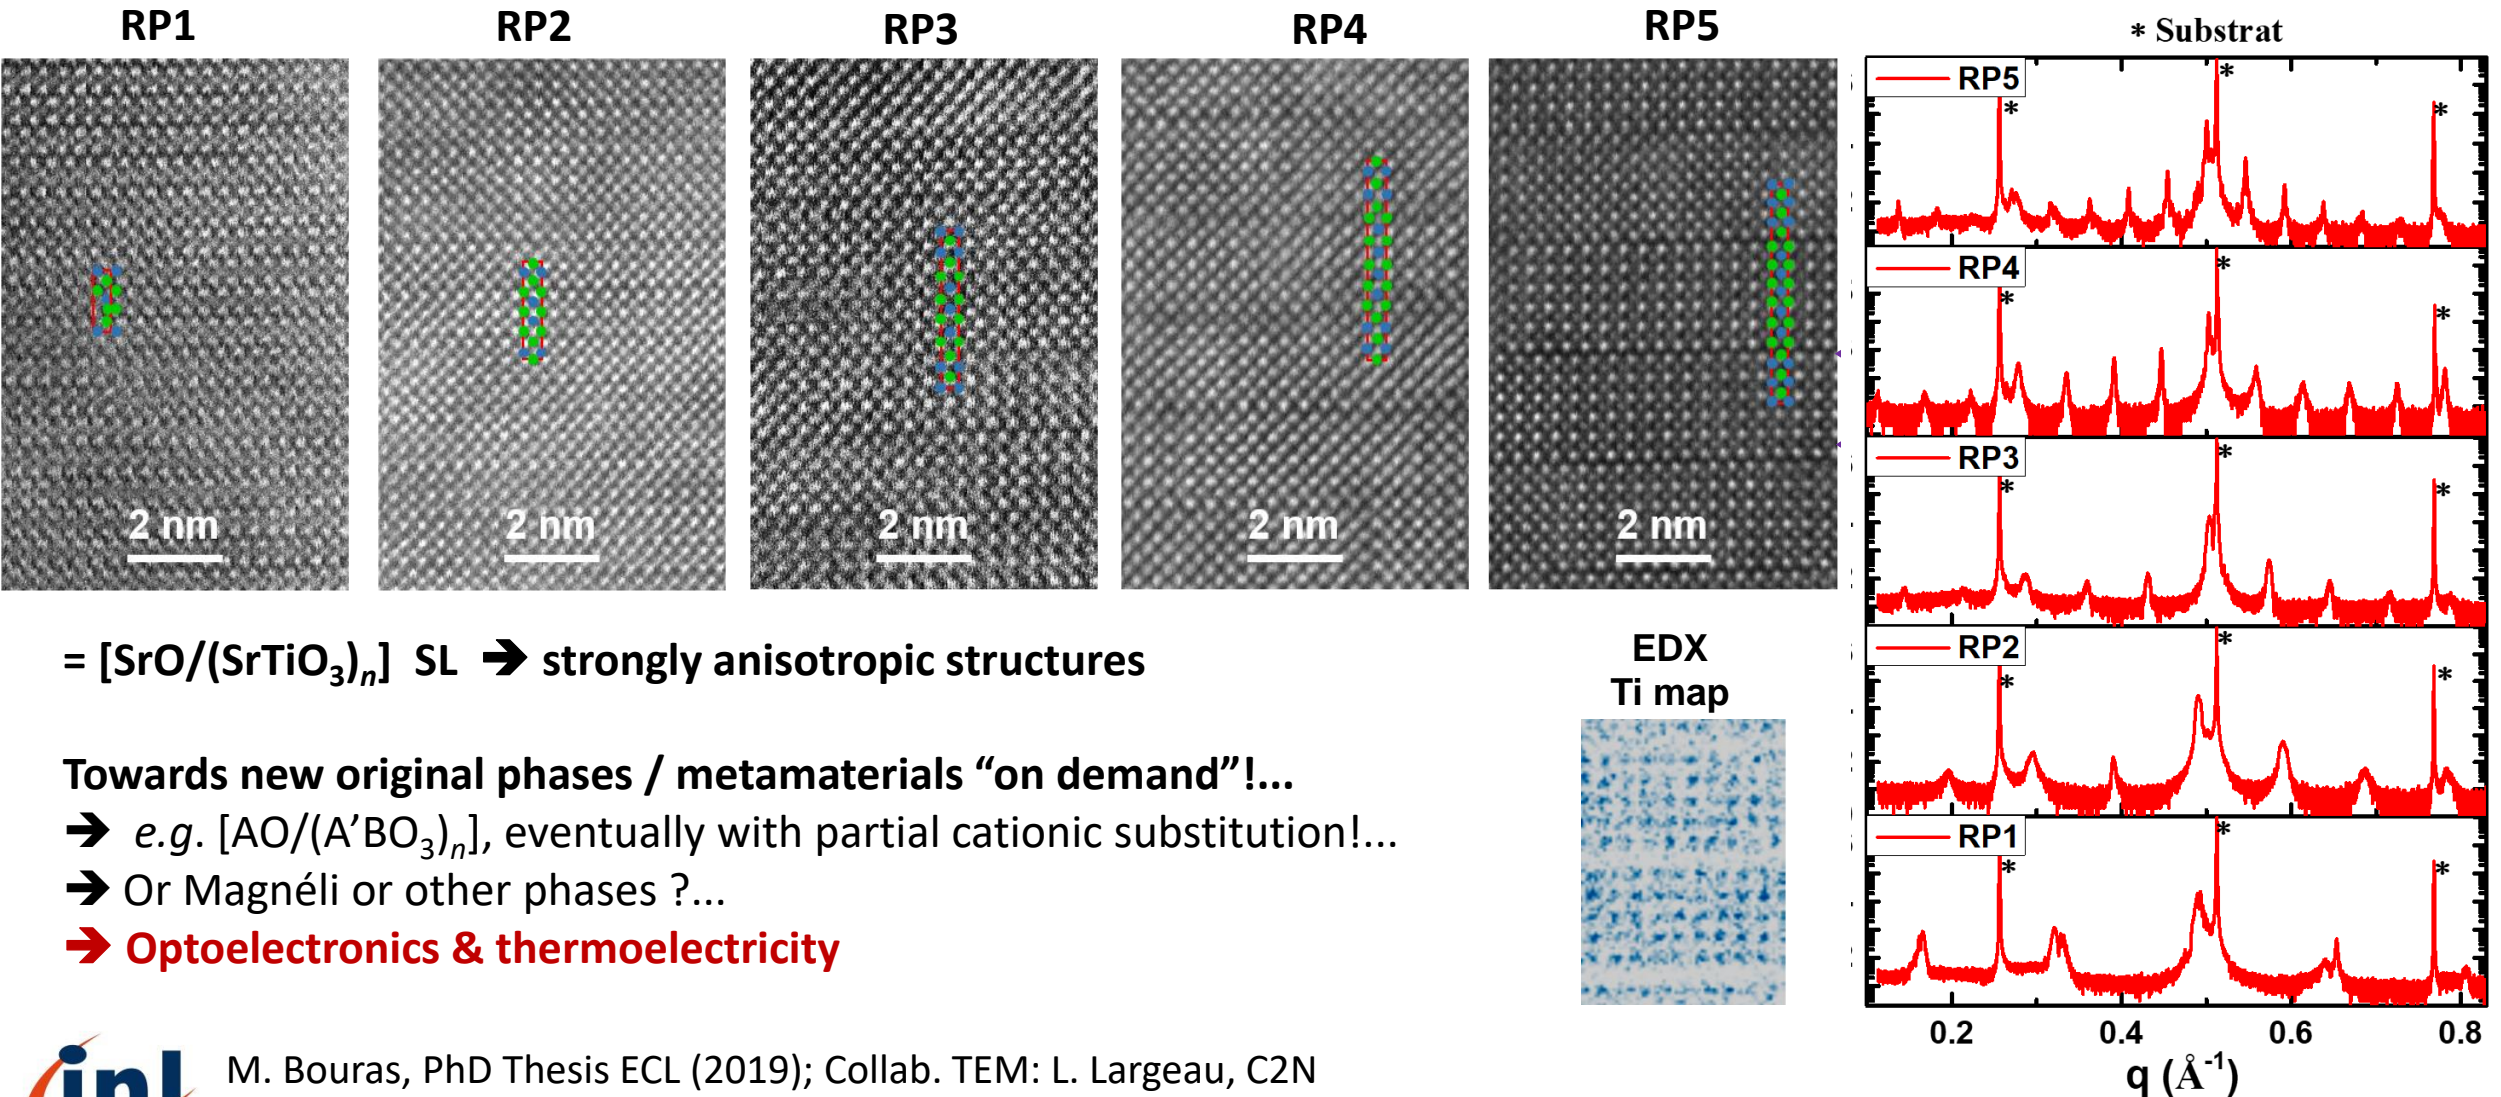 RP1
RP2
RP3
RP4
RP5
2 nm
2 nm
2 nm
2 nm
2 nm
* Substrat
RP5
*
*
*
RP4
*
*
*
RP3
*
*
*
RP2
*
*
*
RP1
*
*
*
0.2 0.4 0.6 0.8
q (Å⁻¹)
= [SrO/(SrTiO₃)ₙ] SL ➔ strongly anisotropic structures
EDX
Ti map
Towards new original phases / metamaterials “on demand”!...
➔ e.g. [AO/(A’BO₃)ₙ], eventually with partial cationic substitution!...
➔ Or Magnéli or other phases ?...
➔ Optoelectronics & thermoelectricity
inl
M. Bouras, PhD Thesis ECL (2019); Collab. TEM: L. Largeau, C2N